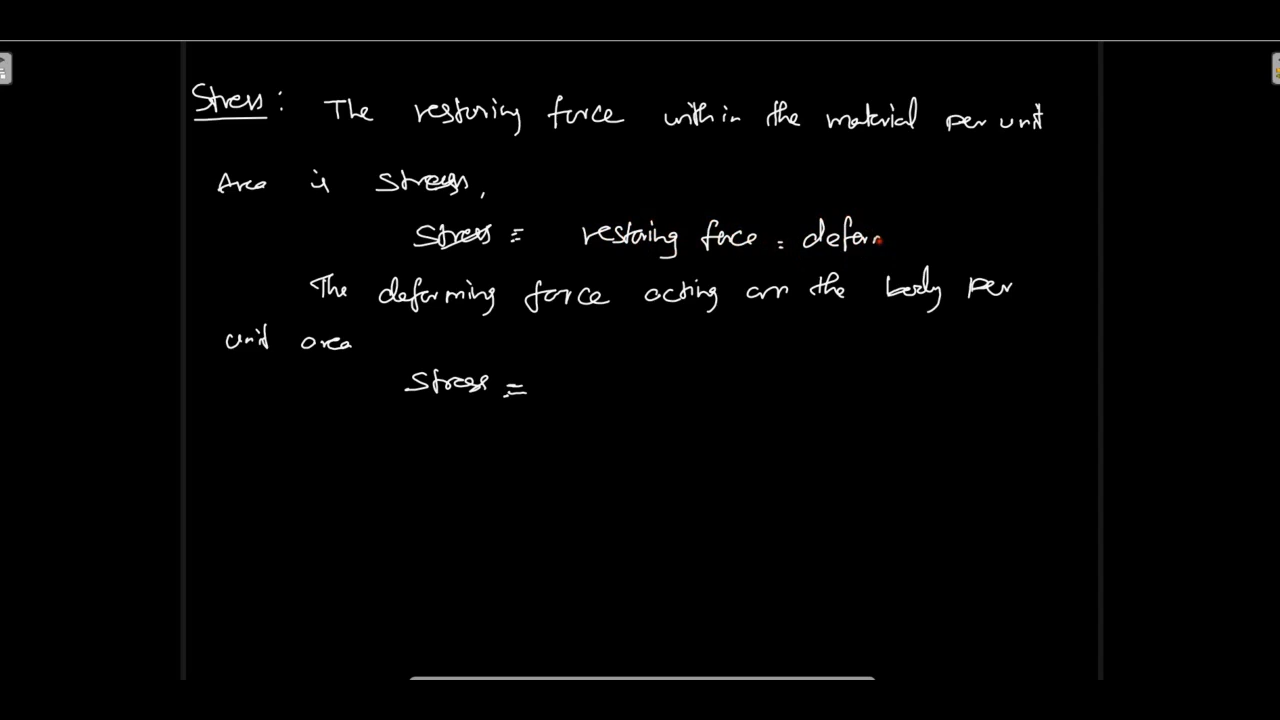 Stress: The restoring force within the material per unit
Area is stress,
Stress = restoring force = defor
The deforming force acting on the body per
unit area
Stress =